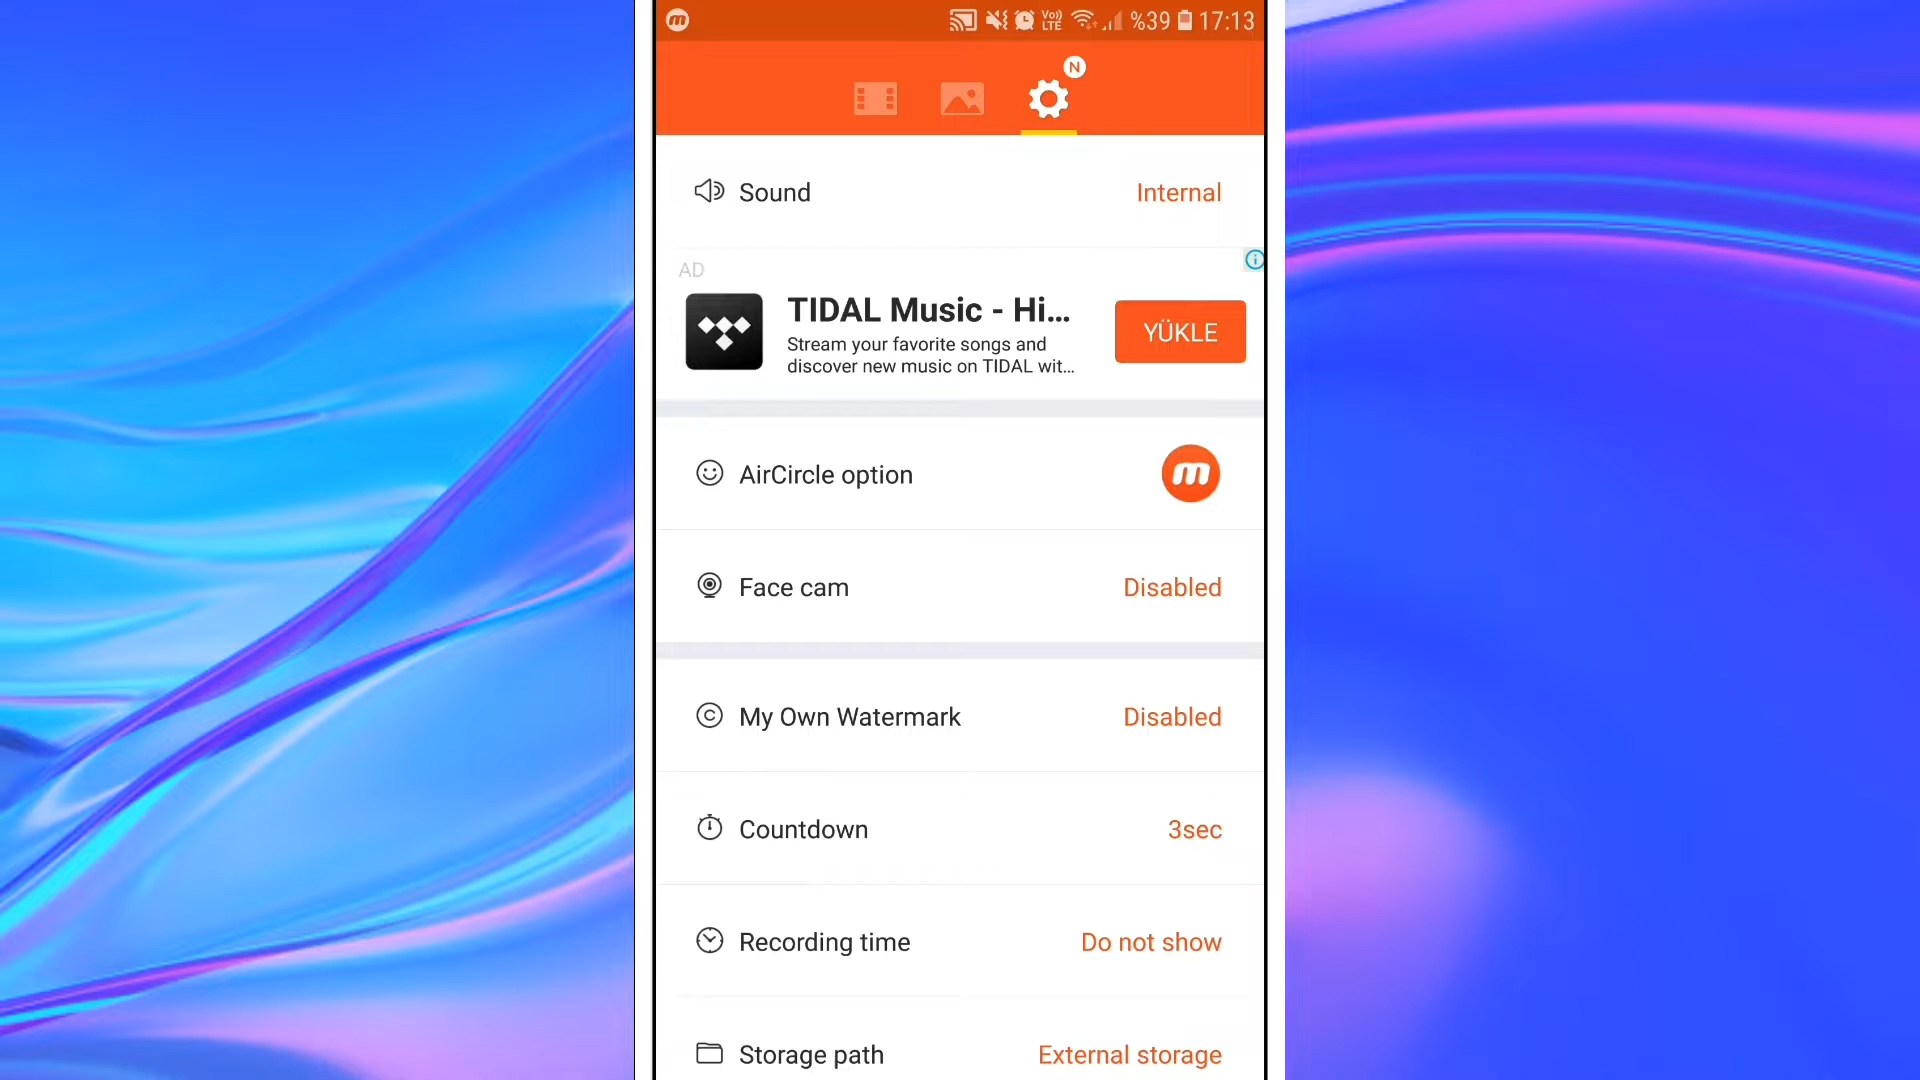 m Vo)) LTE %39 17:13
N
Sound Internal
AD
TIDAL Music - Hi...
Stream your favorite songs and
discover new music on TIDAL wit...
YÜKLE
AirCircle option m
Face cam Disabled
My Own Watermark Disabled
Countdown 3sec
Recording time Do not show
Storage path External storage